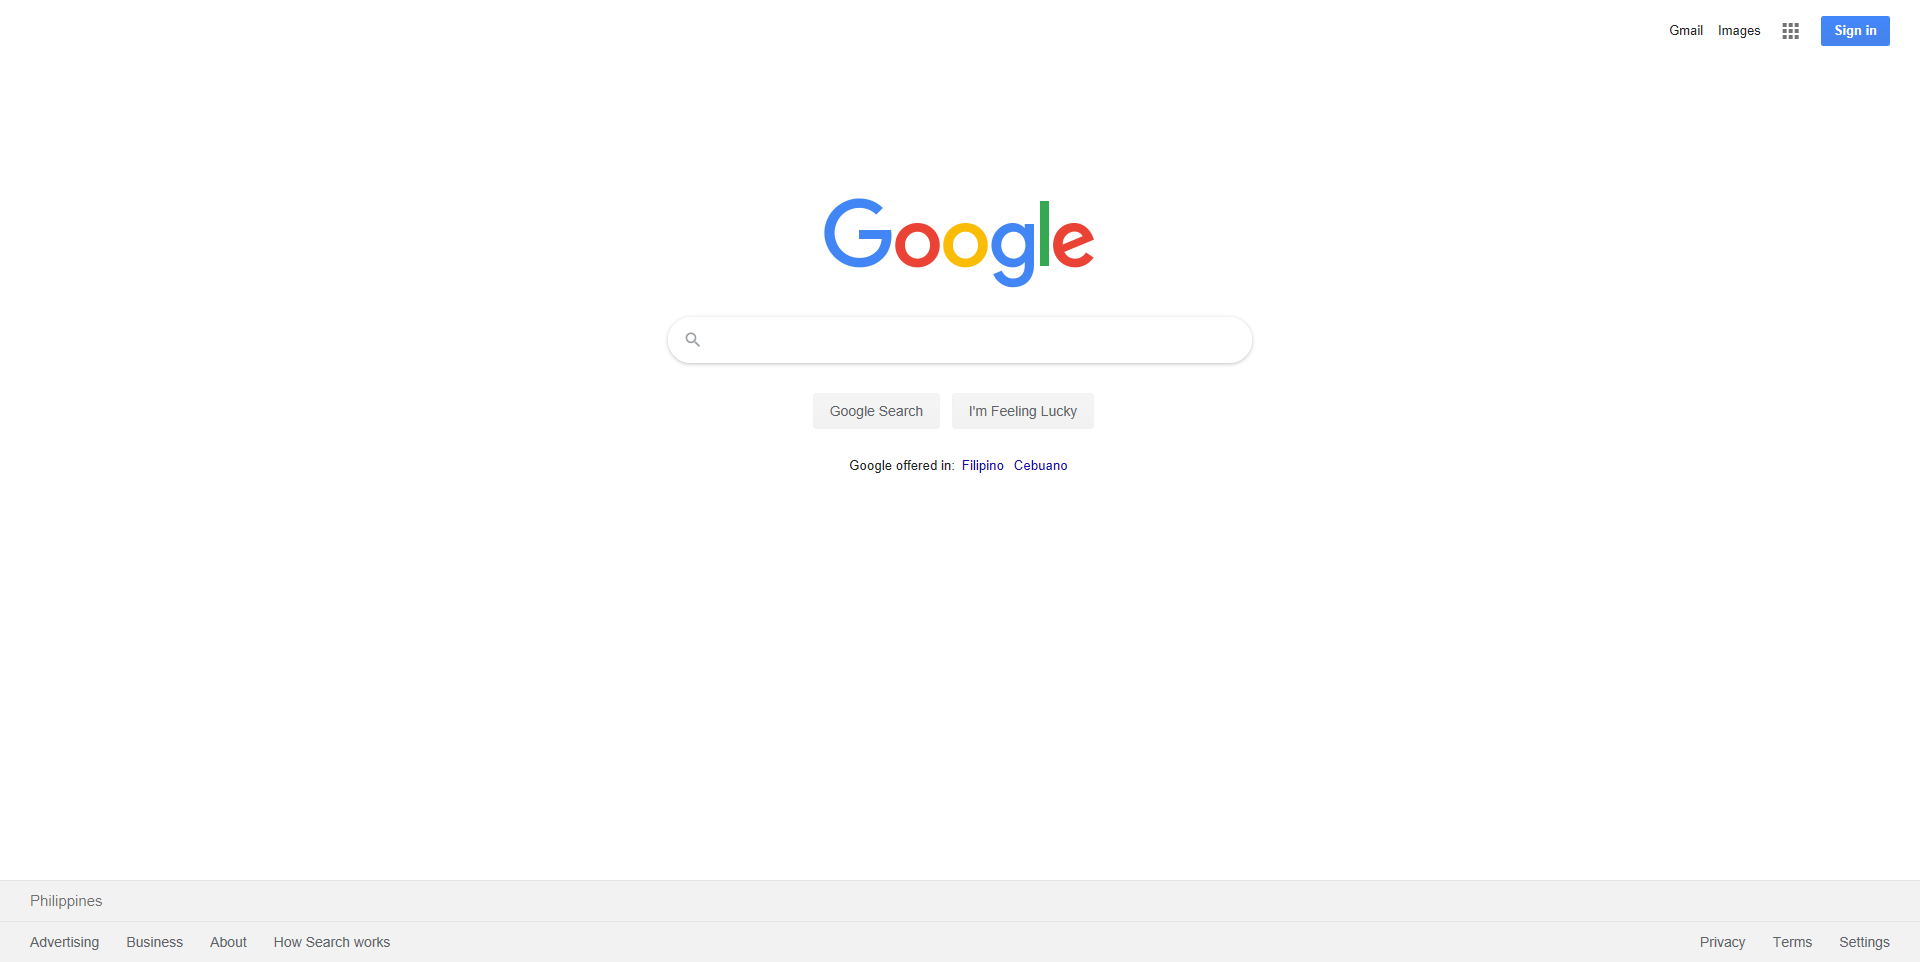 Gmail Images Sign in
Google
Google Search I'm Feeling Lucky
Google offered in: Filipino Cebuano
Philippines
Advertising Business About How Search works Privacy Terms Settings